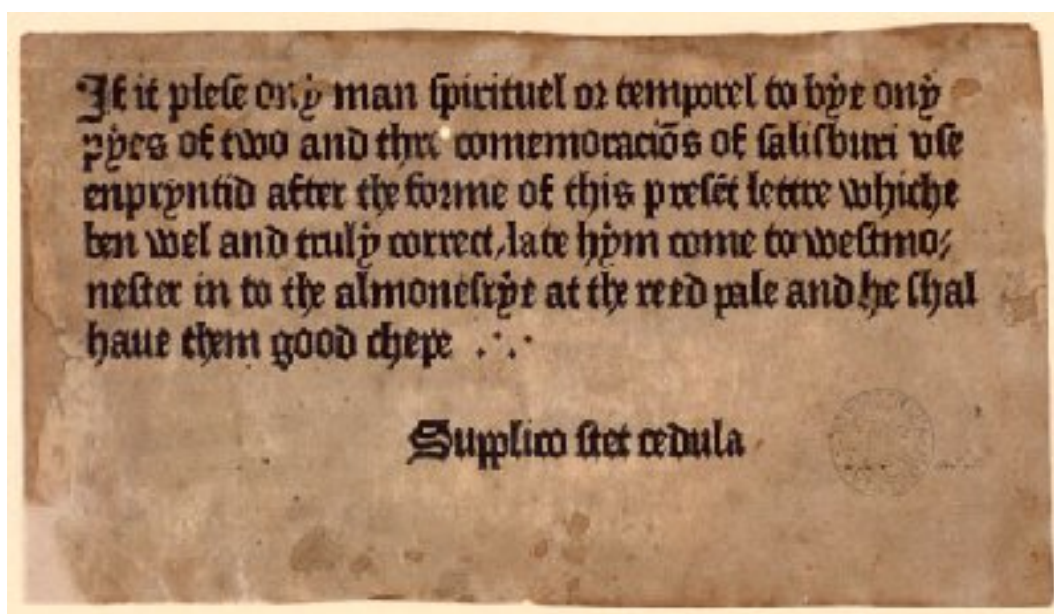 If it plese ony man spirituel or temporel to bye ony
pyes of two and thre comemoraciõs of salisburi vse
enpryntid after the forme of this presẽt lettre whiche
ben wel and truly correct, late hym come to westmo⸗
nester in to the almonesrye at the reed pale and he shal
haue them good chepe .·.
Supplico stet cedula